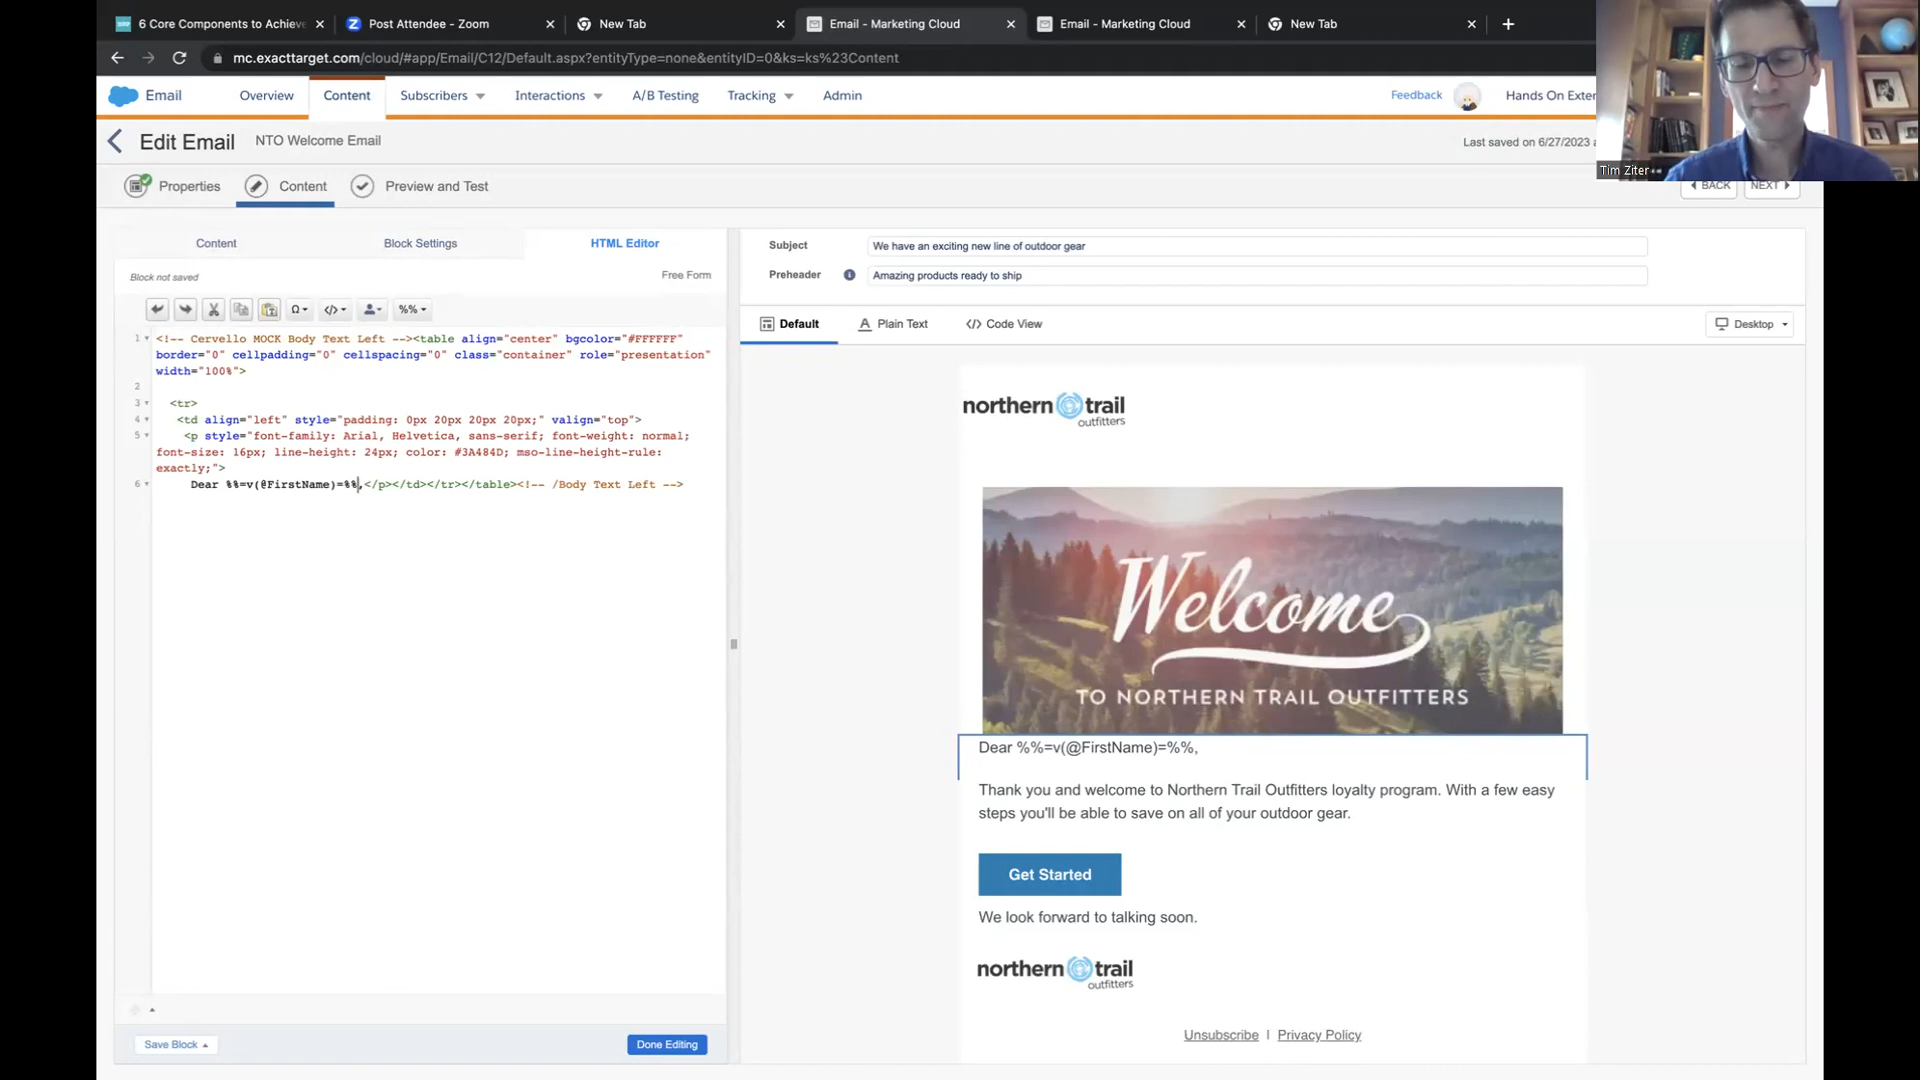 6 Core Components to Achieve
Post Attendee - Zoom
New Tab
Email - Marketing Cloud
Email - Marketing Cloud
New Tab
mc.exacttarget.com/cloud/#app/Email/C12/Default.aspx?entityType=none&entityID=0&ks=ks%23Content
Email
Overview
Content
Subscribers
Interactions
A/B Testing
Tracking
Admin
Feedback
Hands On Exter
Tim Ziter
Edit Email
NTO Welcome Email
Last saved on 6/27/2023 a
Properties
Content
Preview and Test
BACK
NEXT
Content
Block Settings
HTML Editor
Block not saved
Free Form
Ω
</>
%%
1 <!-- Cervello MOCK Body Text Left --><table align="center" bgcolor="#FFFFFF"
border="0" cellpadding="0" cellspacing="0" class="container" role="presentation"
width="100%">
2
3 <tr>
4 <td align="left" style="padding: 0px 20px 20px 20px;" valign="top">
5 <p style="font-family: Arial, Helvetica, sans-serif; font-weight: normal;
font-size: 16px; line-height: 24px; color: #3A484D; mso-line-height-rule:
exactly;">
6 Dear %%=v(@FirstName)=%%,</p></td></tr></table><!-- /Body Text Left -->
Save Block
Done Editing
Subject
We have an exciting new line of outdoor gear
Preheader
Amazing products ready to ship
Default
Plain Text
</> Code View
Desktop
northern trail
outfitters
Welcome
TO NORTHERN TRAIL OUTFITTERS
Dear %%=v(@FirstName)=%%,
Thank you and welcome to Northern Trail Outfitters loyalty program. With a few easy
steps you'll be able to save on all of your outdoor gear.
Get Started
We look forward to talking soon.
northern trail
outfitters
Unsubscribe | Privacy Policy